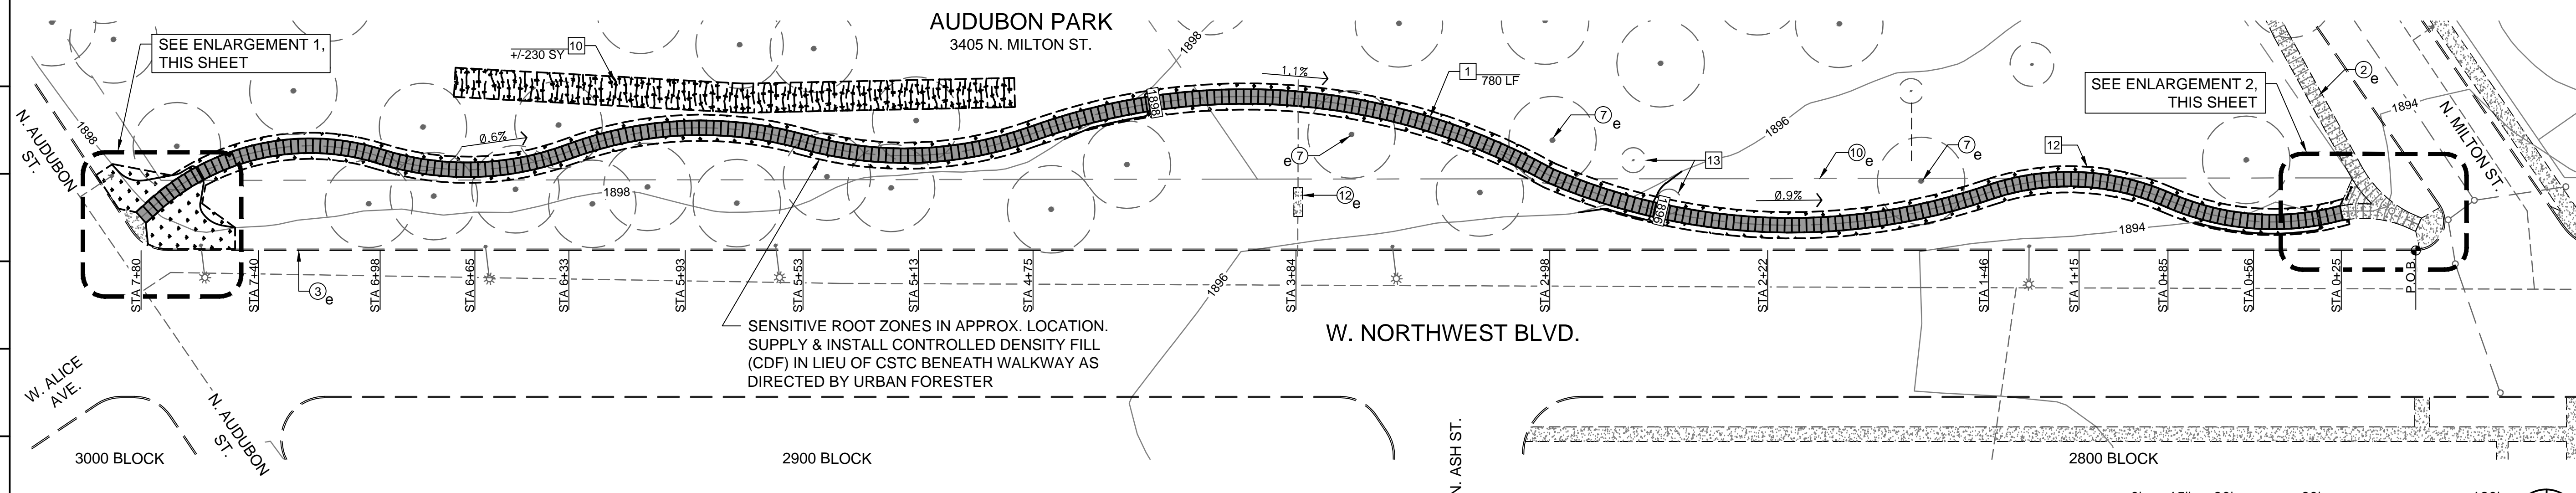 AUDUBON PARK
3405 N. MILTON ST.
SEE ENLARGEMENT 1,
THIS SHEET
10
+/-230 SY
1898
1.1%
1
780 LF
SEE ENLARGEMENT 2,
THIS SHEET
2
e
1894
N. MILTON ST.
N. AUDUBON
ST.
1898
0.6%
1898
7
e
1896
e
7
13
10
e
7
e
12
1898
12
e
0.9%
1896
1894
3
e
STA 7+80
STA 7+40
STA 6+98
STA 6+65
STA 6+33
STA 5+93
STA 5+53
STA 5+13
STA 4+75
1896
STA 3+84
STA 2+98
STA 2+22
STA 1+46
STA 1+15
STA 0+85
STA 0+56
STA 0+25
P.O.B.
SENSITIVE ROOT ZONES IN APPROX. LOCATION.
SUPPLY & INSTALL CONTROLLED DENSITY FILL
(CDF) IN LIEU OF CSTC BENEATH WALKWAY AS
DIRECTED BY URBAN FORESTER
W. NORTHWEST BLVD.
W. ALICE
AVE.
N. AUDUBON
ST.
N. ASH ST.
3000 BLOCK
2900 BLOCK
2800 BLOCK